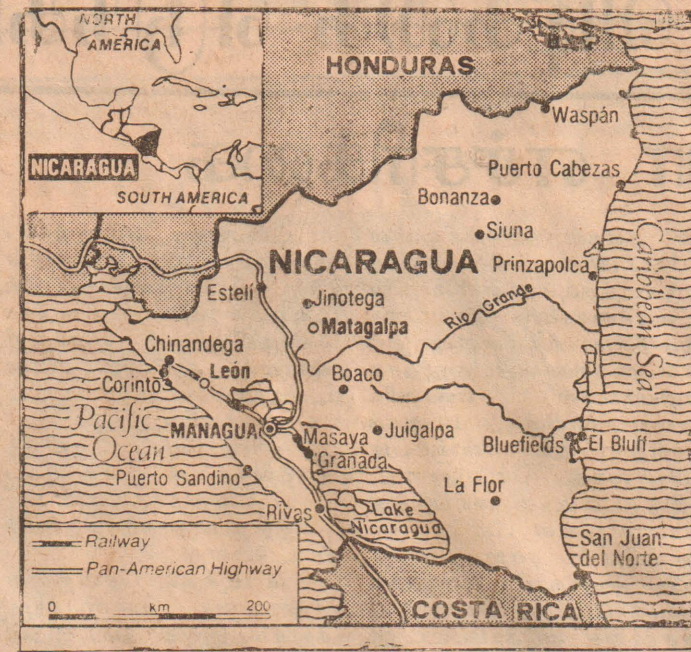 NORTH
AMERICA
NICARAGUA
SOUTH AMERICA
HONDURAS
Waspán
Puerto Cabezas
Bonanza
Siuna
NICARAGUA
Prinzapolca
Caribbean Sea
Estelí
Jinotega
Matagalpa
Río Grande
Chinandega
León
Corinto
Boaco
Pacific
Ocean
MANAGUA
Masaya
Juigalpa
Bluefields
El Bluff
Granada
Puerto Sandino
La Flor
Rivas
Lake
Nicaragua
San Juan
del Norte
Railway
Pan-American Highway
0 km 200
COSTA RICA